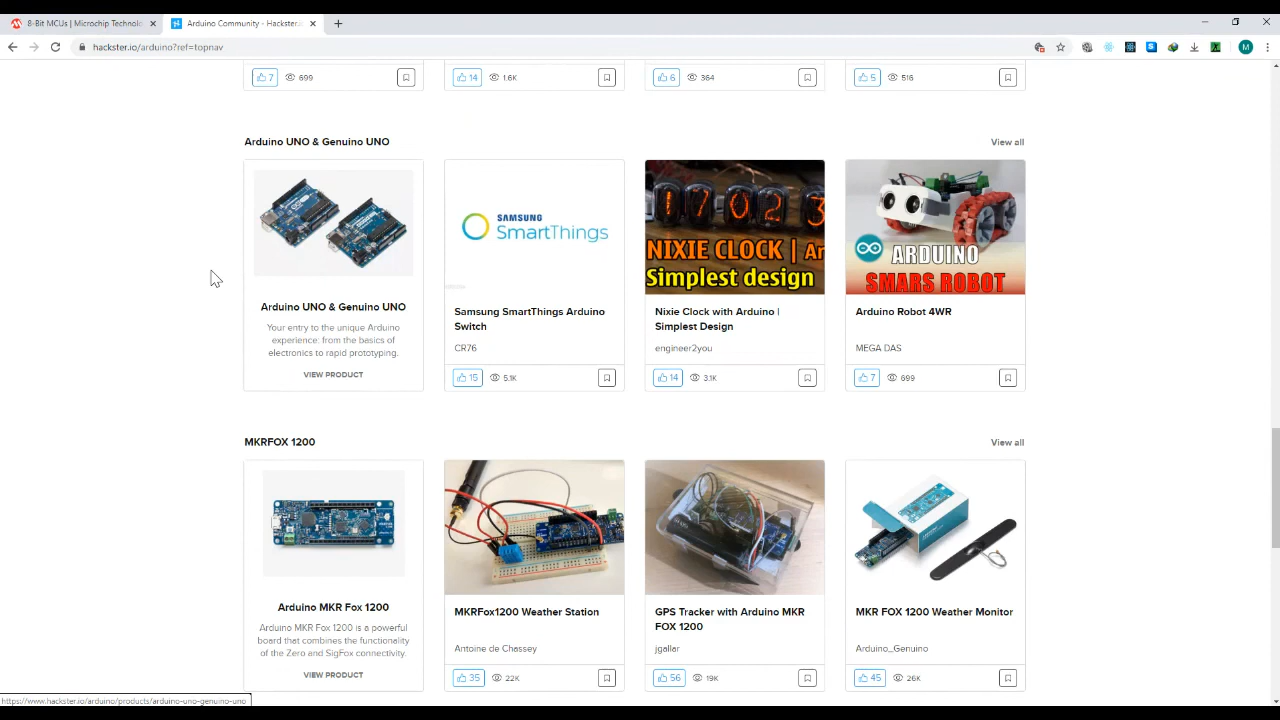 8-Bit MCUs | Microchip Technolo
Arduino Community - Hackster.i
hackster.io/arduino?ref=topnav
M
7 699
14 1.6K
6 364
5 516
Arduino UNO & Genuino UNO
View all
SAMSUNG
SmartThings
17023
NIXIE CLOCK | Ar
Simplest design
ARDUINO
SMARS ROBOT
Arduino UNO & Genuino UNO
Your entry to the unique Arduino
experience: from the basics of
electronics to rapid prototyping.
VIEW PRODUCT
Samsung SmartThings Arduino
Switch
CR76
15 5.1K
Nixie Clock with Arduino |
Simplest Design
engineer2you
14 3.1K
Arduino Robot 4WR
MEGA DAS
7 699
MKRFOX 1200
View all
Arduino MKR Fox 1200
Arduino MKR Fox 1200 is a powerful
board that combines the functionality
of the Zero and SigFox connectivity.
VIEW PRODUCT
MKRFox1200 Weather Station
Antoine de Chassey
35 22K
GPS Tracker with Arduino MKR
FOX 1200
jgallar
56 19K
MKR FOX 1200 Weather Monitor
Arduino_Genuino
45 26K
https://www.hackster.io/arduino/products/arduino-uno-genuino-uno